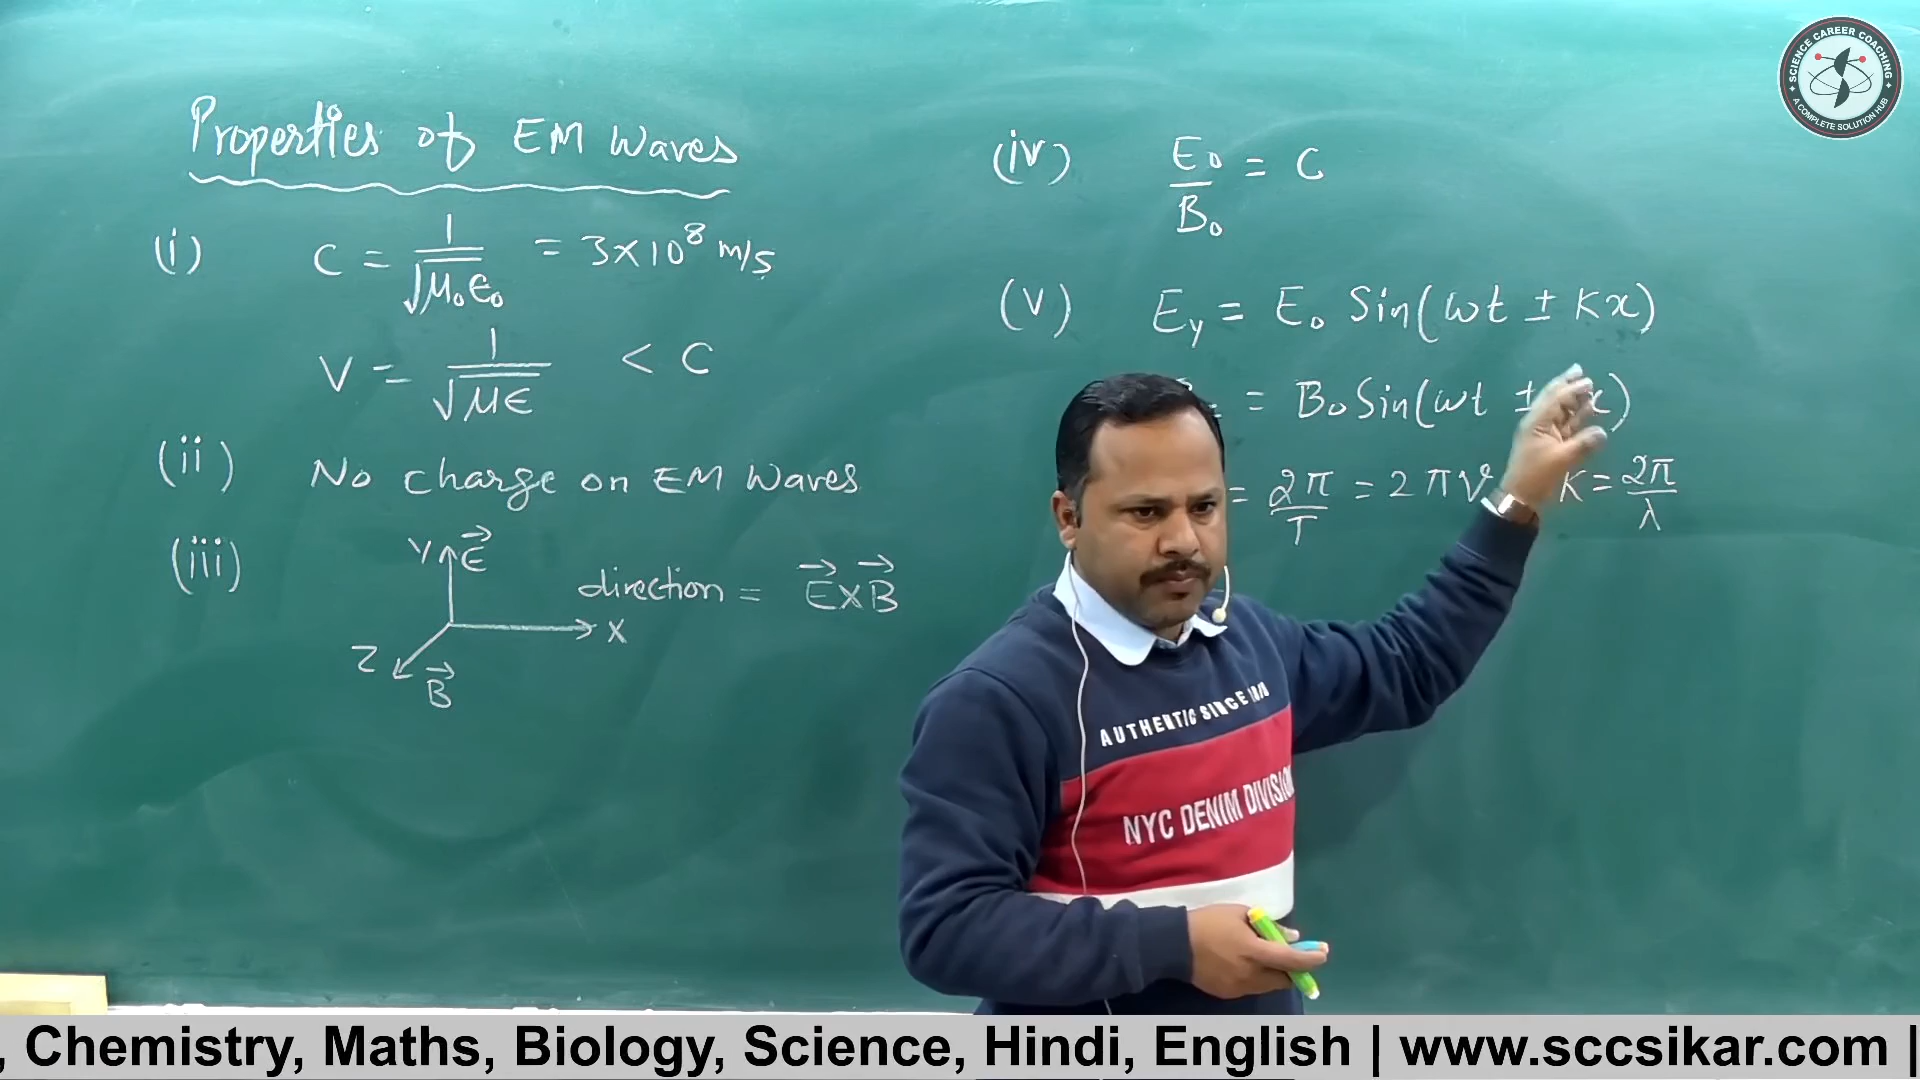 Properties of EM Waves
(i) C = 1/√μ₀ε₀ = 3×10⁸ m/s
V = 1/√με < C
(ii) No charge on EM Waves
(iii) Y E⃗
direction = E⃗×B⃗
X
Z
B⃗
(iv) E₀/B₀ = C
(v) Ey = E₀ Sin(ωt ± Kx)
= B₀ Sin(ωt ± x)
= 2π/T = 2πν K = 2π/λ
SCIENCE CAREER COACHING
A COMPLETE SOLUTION HUB
AUTHENTIC SINCE
NYC DENIM DIVISION
, Chemistry, Maths, Biology, Science, Hindi, English | www.sccsikar.com |